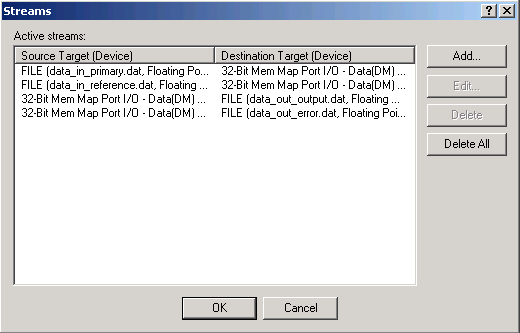 Streams
Active streams:
Source Target (Device) Destination Target (Device)
FILE (data_in_primary.dat, Floating Po... 32-Bit Mem Map Port I/O - Data(DM) ...
FILE (data_in_reference.dat, Floating ... 32-Bit Mem Map Port I/O - Data(DM) ...
32-Bit Mem Map Port I/O - Data(DM) ... FILE (data_out_output.dat, Floating ...
32-Bit Mem Map Port I/O - Data(DM) ... FILE (data_out_error.dat, Floating Poi...
Add...
Edit...
Delete
Delete All
OK Cancel